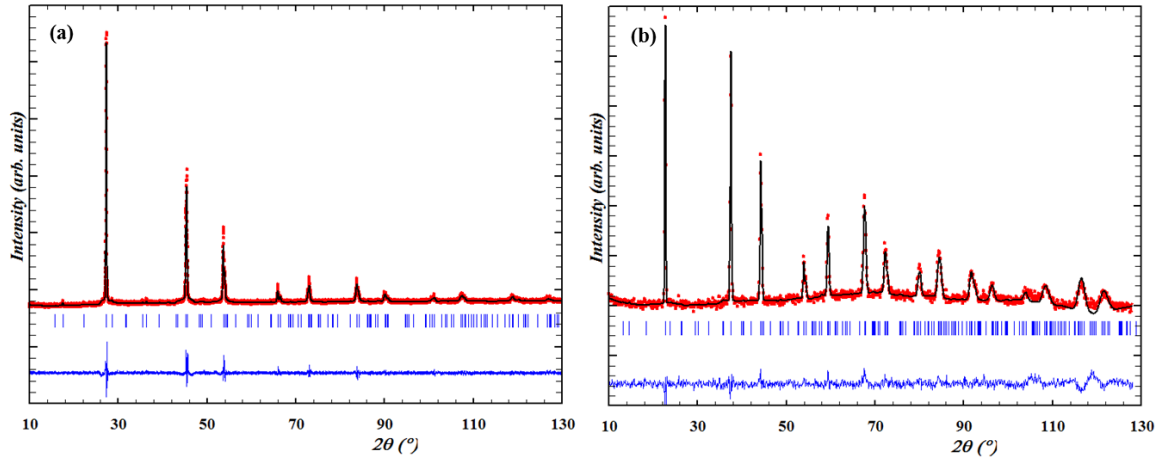 (a)
Intensity (arb. units)
10 30 50 70 90 110 130
2θ (°)
(b)
Intensity (arb. units)
10 30 50 70 90 110 130
2θ (°)